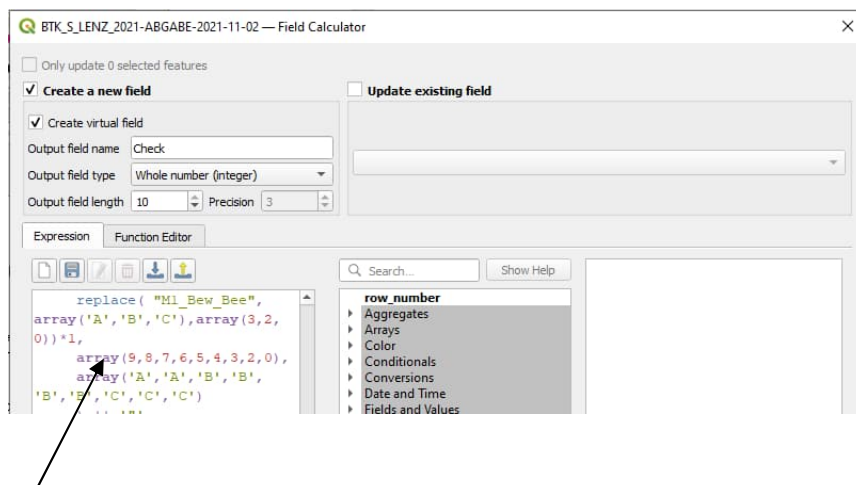 BTK_S_LENZ_2021-ABGABE-2021-11-02 — Field Calculator
Only update 0 selected features
Create a new field
Update existing field
Create virtual field
Output field name Check
Output field type Whole number (integer)
Output field length 10 Precision 3
Expression Function Editor
Search... Show Help
replace( "M1_Bew_Bee",
array('A','B','C'),array(3,2,
0))*1,
array(9,8,7,6,5,4,3,2,0),
array('A','A','B','B',
'B','B','C','C','C')
row_number
Aggregates
Arrays
Color
Conditionals
Conversions
Date and Time
Fields and Values